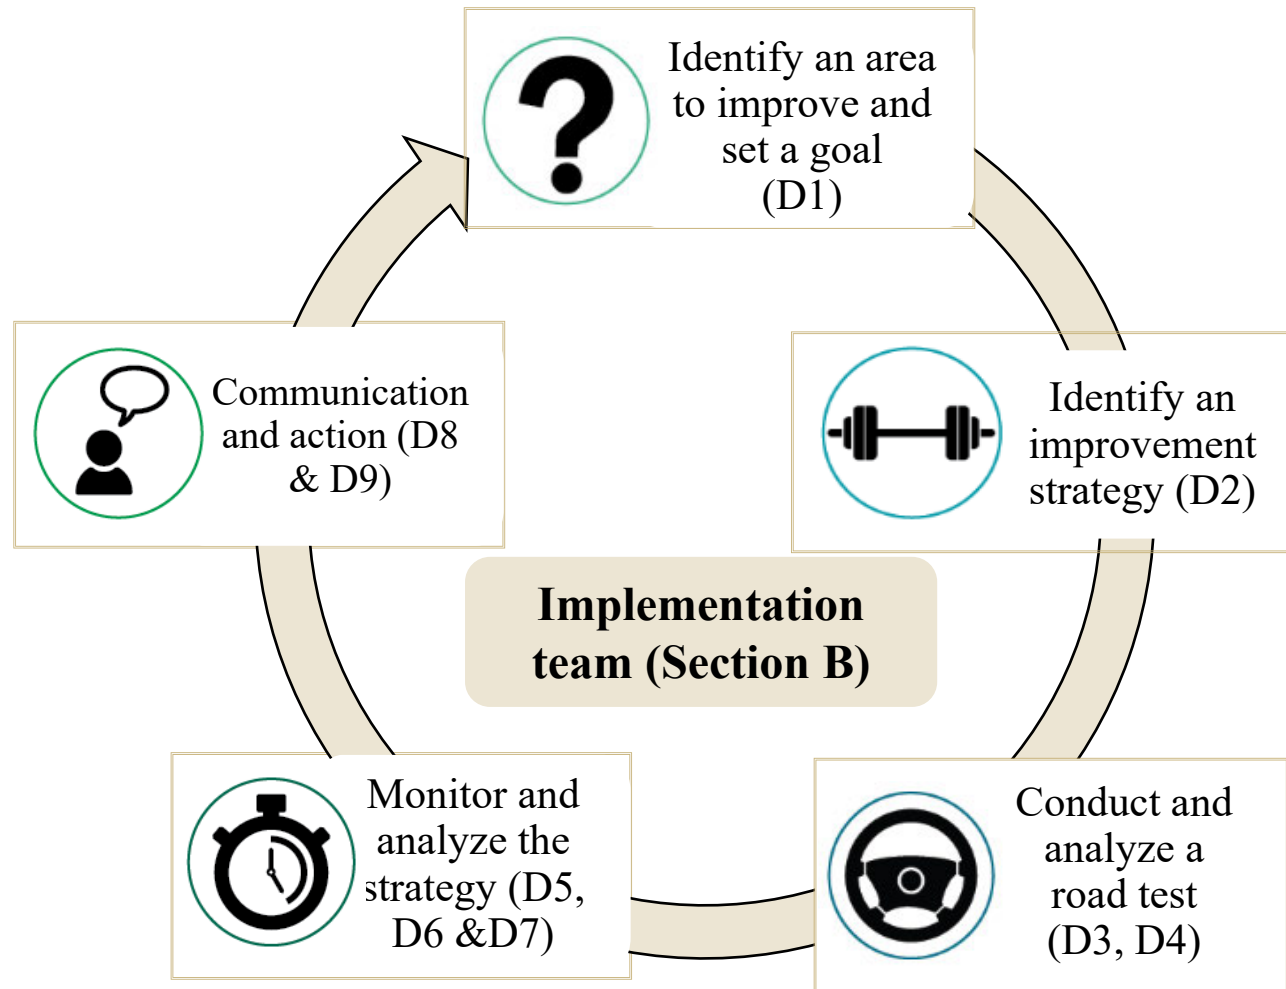 Identify an area
to improve and
set a goal
(D1)
Identify an
improvement
strategy (D2)
Conduct and
analyze a
road test
(D3, D4)
Monitor and
analyze the
strategy (D5,
D6 &D7)
Communication
and action (D8
& D9)
Implementation
team (Section B)